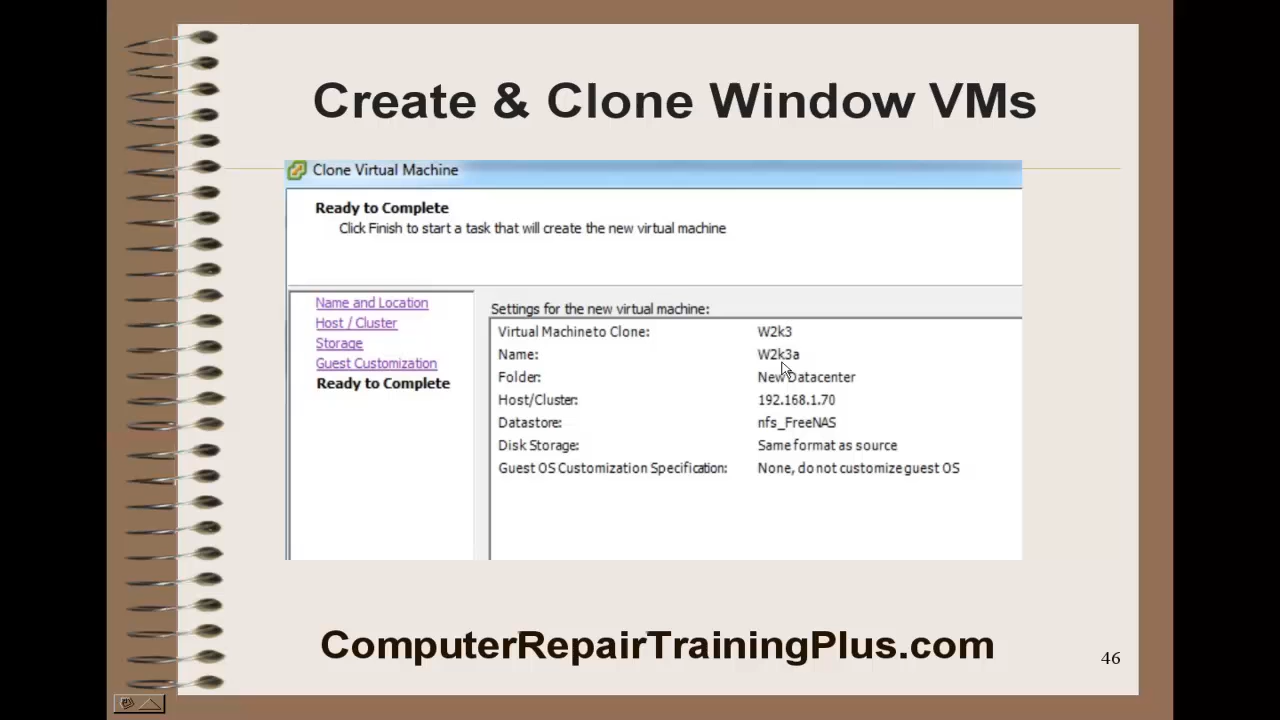 Create & Clone Window VMs
Clone Virtual Machine
Ready to Complete
Click Finish to start a task that will create the new virtual machine
Name and Location
Host / Cluster
Storage
Guest Customization
Ready to Complete
Settings for the new virtual machine:
Virtual Machine to Clone: W2k3
Name: W2k3a
Folder: New Datacenter
Host/Cluster: 192.168.1.70
Datastore: nfs_FreeNAS
Disk Storage: Same format as source
Guest OS Customization Specification: None, do not customize guest OS
ComputerRepairTrainingPlus.com
46